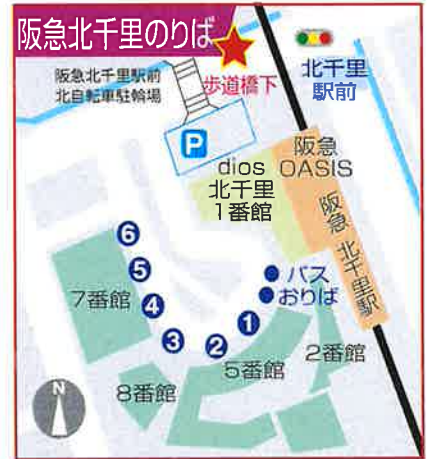 阪急北千里のりば
歩道橋下
北千里
駅前
阪急北千里駅前
北自転車駐輪場
P
阪急
OASIS
dios
北千里
1番館
阪急 北千里駅
バス
おりば
6
5
4
3
2
1
7番館
8番館
5番館
2番館
N